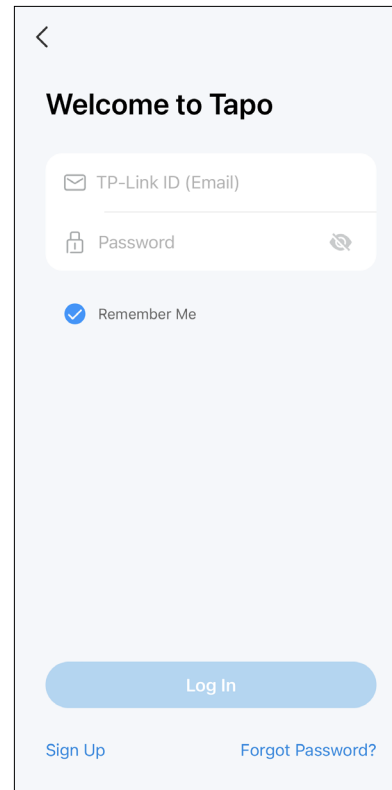 Welcome to Tapo
TP-Link ID (Email)
Password
Remember Me
Log In
Sign Up Forgot Password?